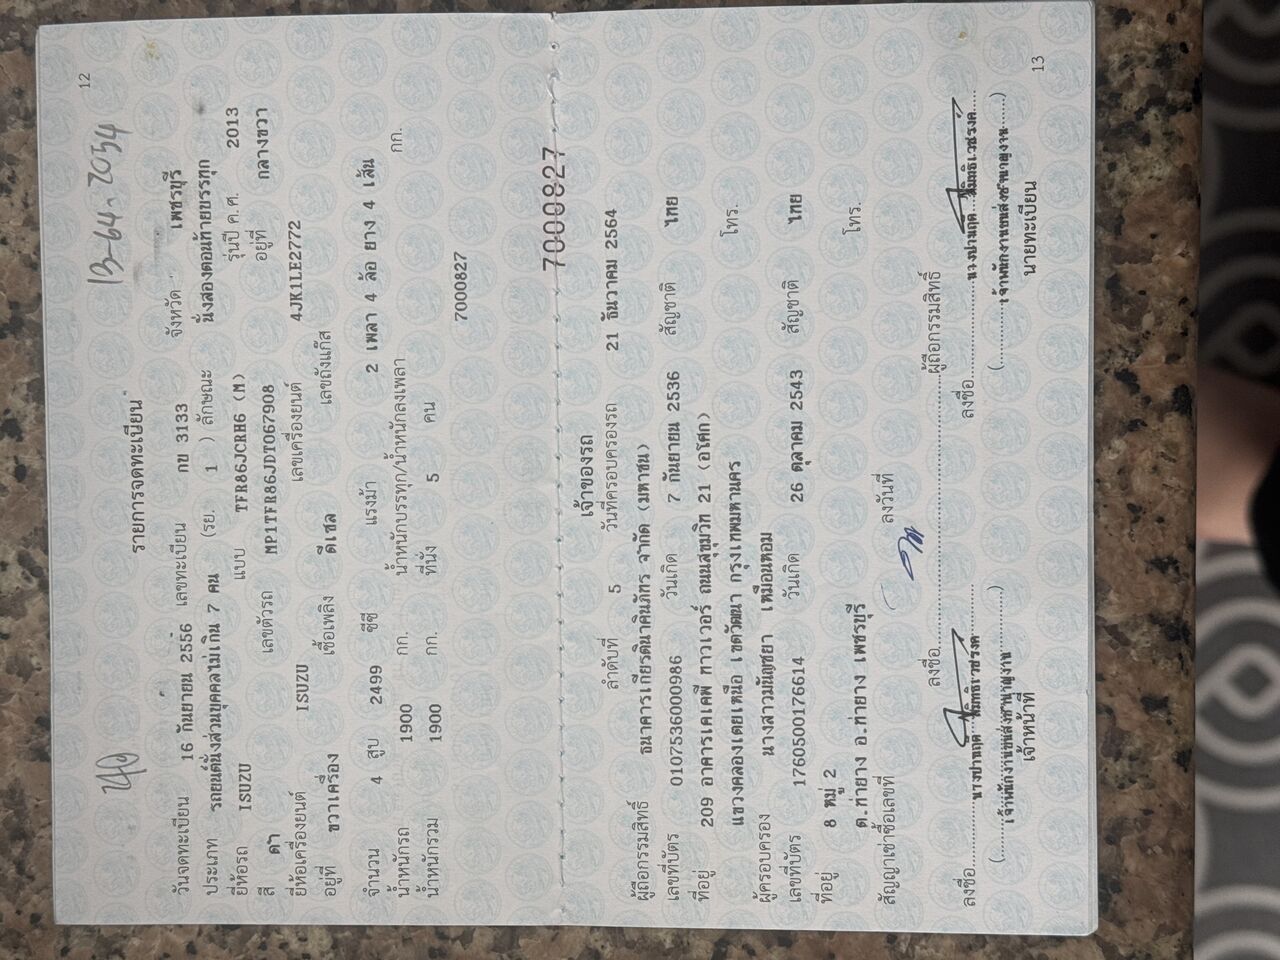 12
40
13-64, 2054
รายการจดทะเบียน
วันจดทะเบียน 16 กันยายน 2556 เลขทะเบียน กข 3133 จังหวัด เพชรบุรี
ประเภท รถยนต์นั่งส่วนบุคคลไม่เกิน 7 คน (รย. 1 ) ลักษณะ นั่งสองตอนท้ายบรรทุก
ยี่ห้อรถ ISUZU แบบ TFR86JCRH6 (M) รุ่นปี ค.ศ. 2013
สี ดำ เลขตัวรถ MP1TFR86JDT067908 อยู่ที่ กลางขวา
ยี่ห้อเครื่องยนต์ ISUZU เลขเครื่องยนต์ 4JK1LE2772
อยู่ที่ ขวาเครื่อง เชื้อเพลิง ดีเซล เลขถังแก๊ส
จำนวน 4 สูบ 2499 ซีซี แรงม้า 2 เพลา 4 ล้อ ยาง 4 เส้น
น้ำหนักรถ 1900 กก. น้ำหนักบรรทุก/น้ำหนักลงเพลา กก.
น้ำหนักรวม 1900 กก. ที่นั่ง 5 คน
7000827
7000827
เจ้าของรถ
ลำดับที่ 5 วันที่ครอบครองรถ 21 ธันวาคม 2564
ผู้ถือกรรมสิทธิ์ ธนาคารเกียรตินาคินภัทร จำกัด (มหาชน)
เลขที่บัตร 0107536000986 วันเกิด 7 กันยายน 2536 สัญชาติ ไทย
ที่อยู่ 209 อาคารเคเคพี ทาวเวอร์ ถนนสุขุมวิท 21 (อโศก)
แขวงคลองเตยเหนือ เขตวัฒนา กรุงเทพมหานคร โทร.
ผู้ครอบครอง นางสาวมนัญชยา เหมือนหอม
เลขที่บัตร 1760500176614 วันเกิด 26 ตุลาคม 2543 สัญชาติ ไทย
ที่อยู่ 8 หมู่ 2
ต.ท่ายาง อ.ท่ายาง เพชรบุรี โทร.
สัญญาเช่าซื้อเลขที่ ลงวันที่
ลงชื่อ ผู้ถือกรรมสิทธิ์
ลงชื่อ
ลงชื่อ
เจ้าหน้าที่
นายทะเบียน
13